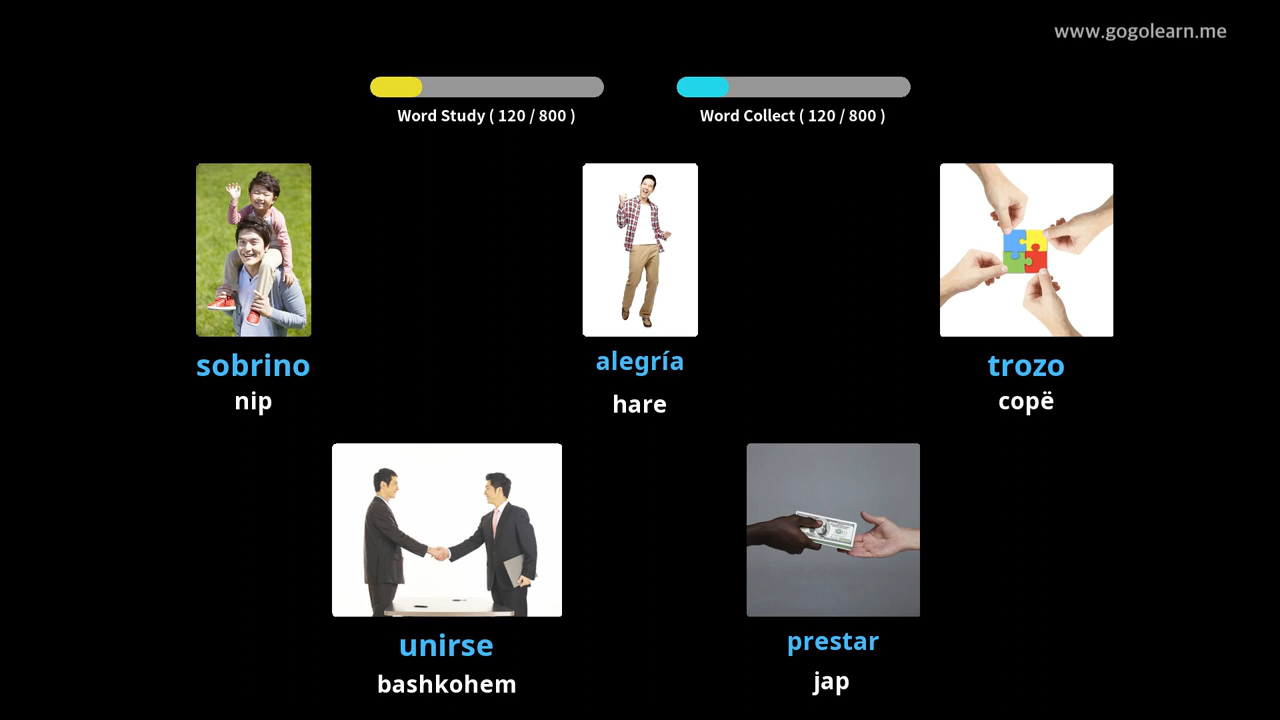 www.gogolearn.me
Word Study ( 120 / 800 )
Word Collect ( 120 / 800 )
sobrino
nip
alegría
hare
trozo
copë
unirse
bashkohem
prestar
jap